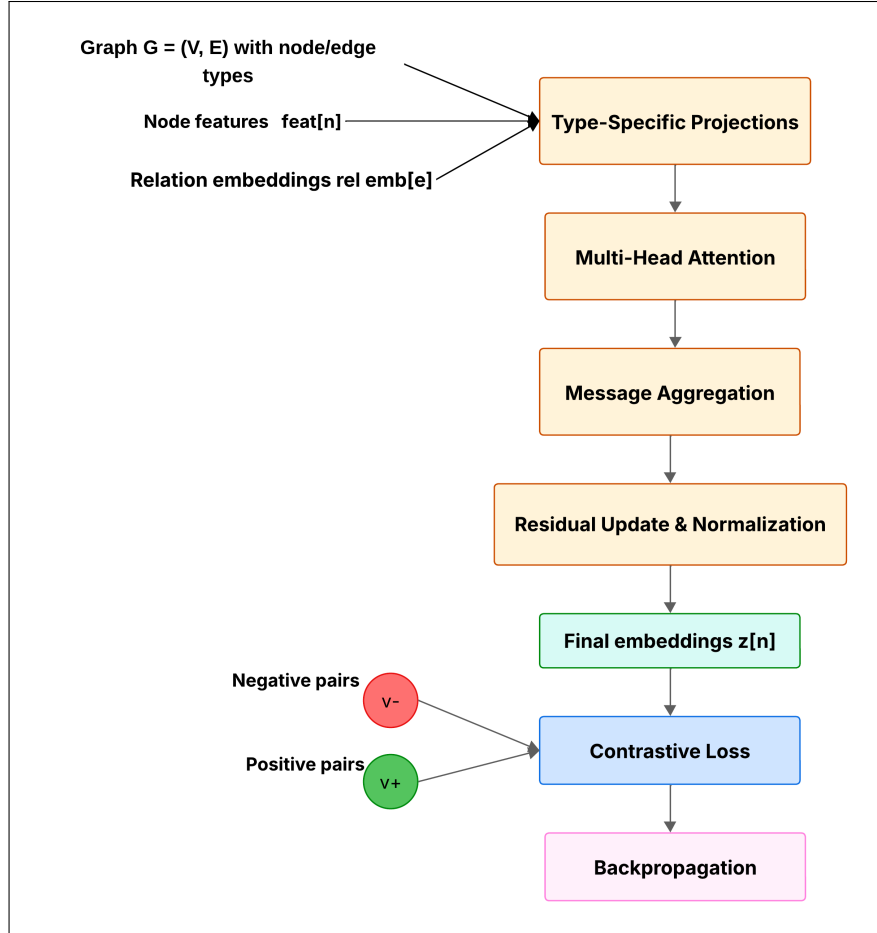 Graph G = (V, E) with node/edge
types
Node features feat[n]
Relation embeddings rel emb[e]
Type-Specific Projections
Multi-Head Attention
Message Aggregation
Residual Update & Normalization
Final embeddings z[n]
Negative pairs
v-
Positive pairs
v+
Contrastive Loss
Backpropagation